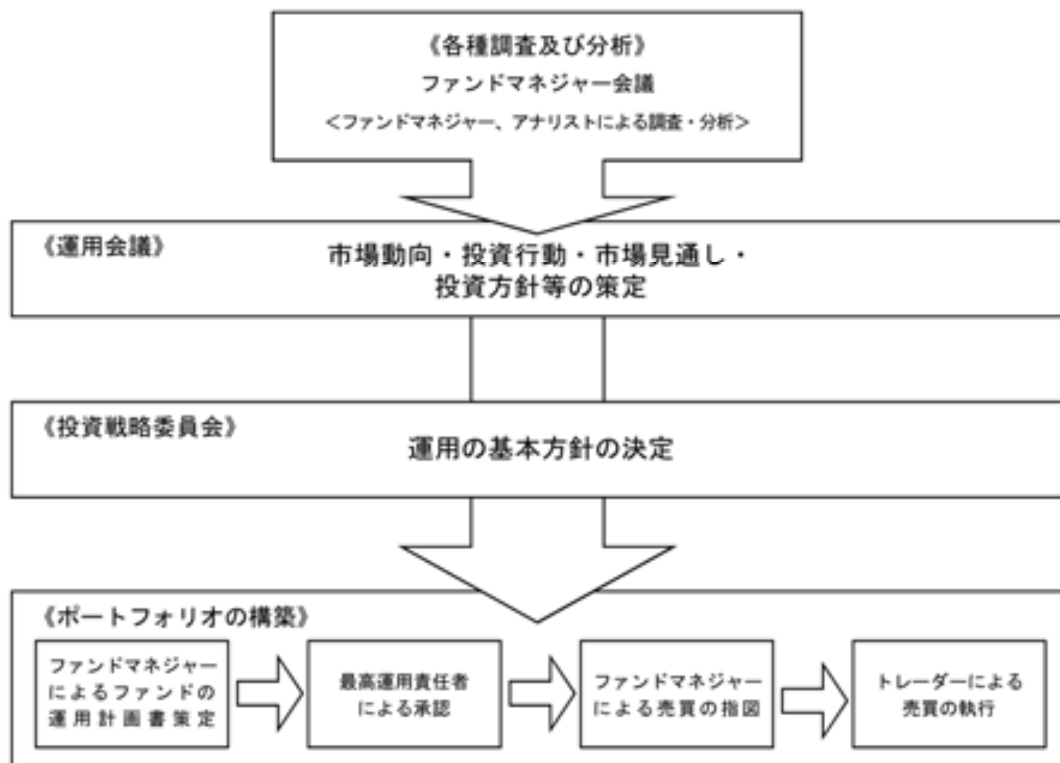 《各種調査及び分析》
ファンドマネジャー会議
＜ファンドマネジャー、アナリストによる調査・分析＞
《運用会議》
市場動向・投資行動・市場見通し・
投資方針等の策定
《投資戦略委員会》
運用の基本方針の決定
《ポートフォリオの構築》
ファンドマネジャー
によるファンドの
運用計画書策定
最高運用責任者
による承認
ファンドマネジャー
による売買の指図
トレーダーによる
売買の執行